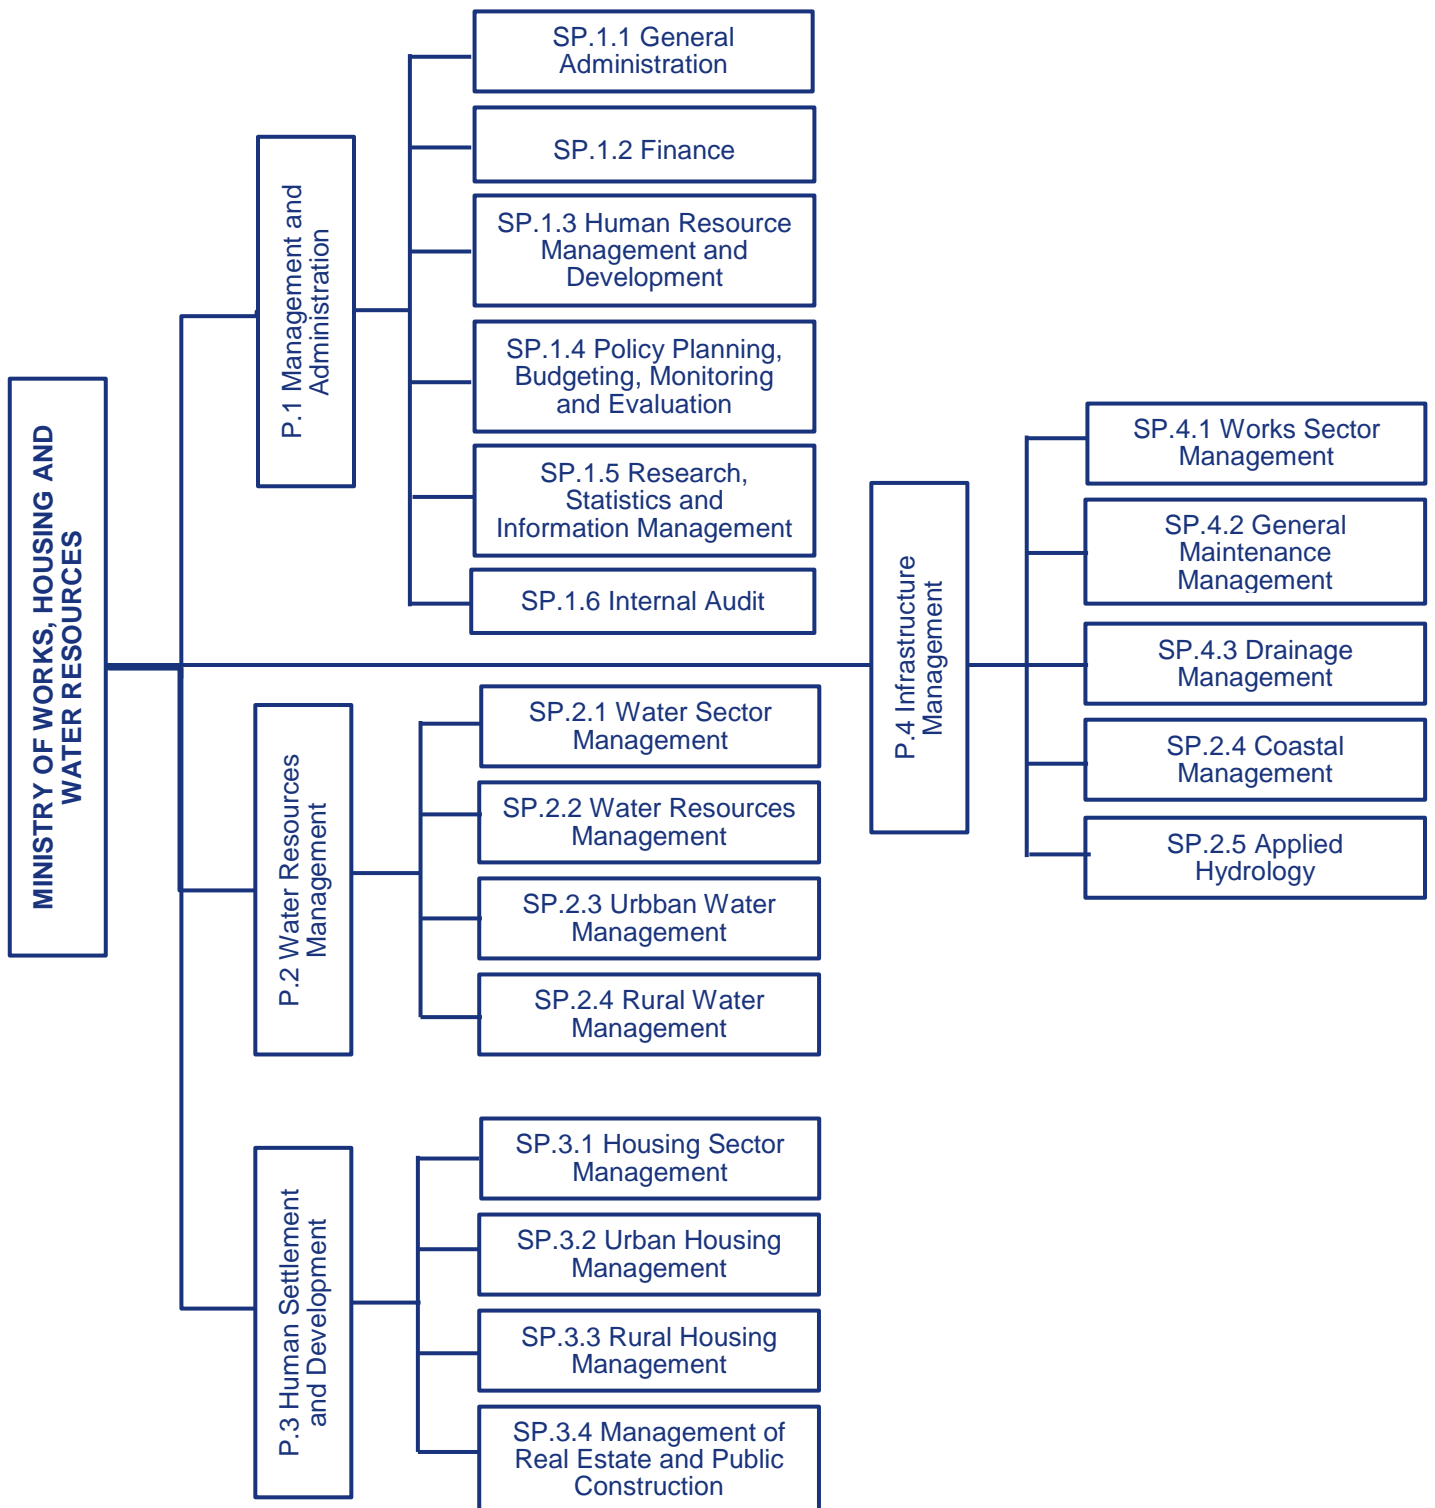 MINISTRY OF WORKS, HOUSING AND
WATER RESOURCES
P.1 Management and
Administration
SP.1.1 General
Administration
SP.1.2 Finance
SP.1.3 Human Resource
Management and
Development
SP.1.4 Policy Planning,
Budgeting, Monitoring
and Evaluation
SP.1.5 Research,
Statistics and
Information Management
SP.1.6 Internal Audit
P.2 Water Resources
Management
SP.2.1 Water Sector
Management
SP.2.2 Water Resources
Management
SP.2.3 Urbban Water
Management
SP.2.4 Rural Water
Management
P.3 Human Settlement
and Development
SP.3.1 Housing Sector
Management
SP.3.2 Urban Housing
Management
SP.3.3 Rural Housing
Management
SP.3.4 Management of
Real Estate and Public
Construction
P.4 Infrastructure
Management
SP.4.1 Works Sector
Management
SP.4.2 General
Maintenance
Management
SP.4.3 Drainage
Management
SP.2.4 Coastal
Management
SP.2.5 Applied
Hydrology